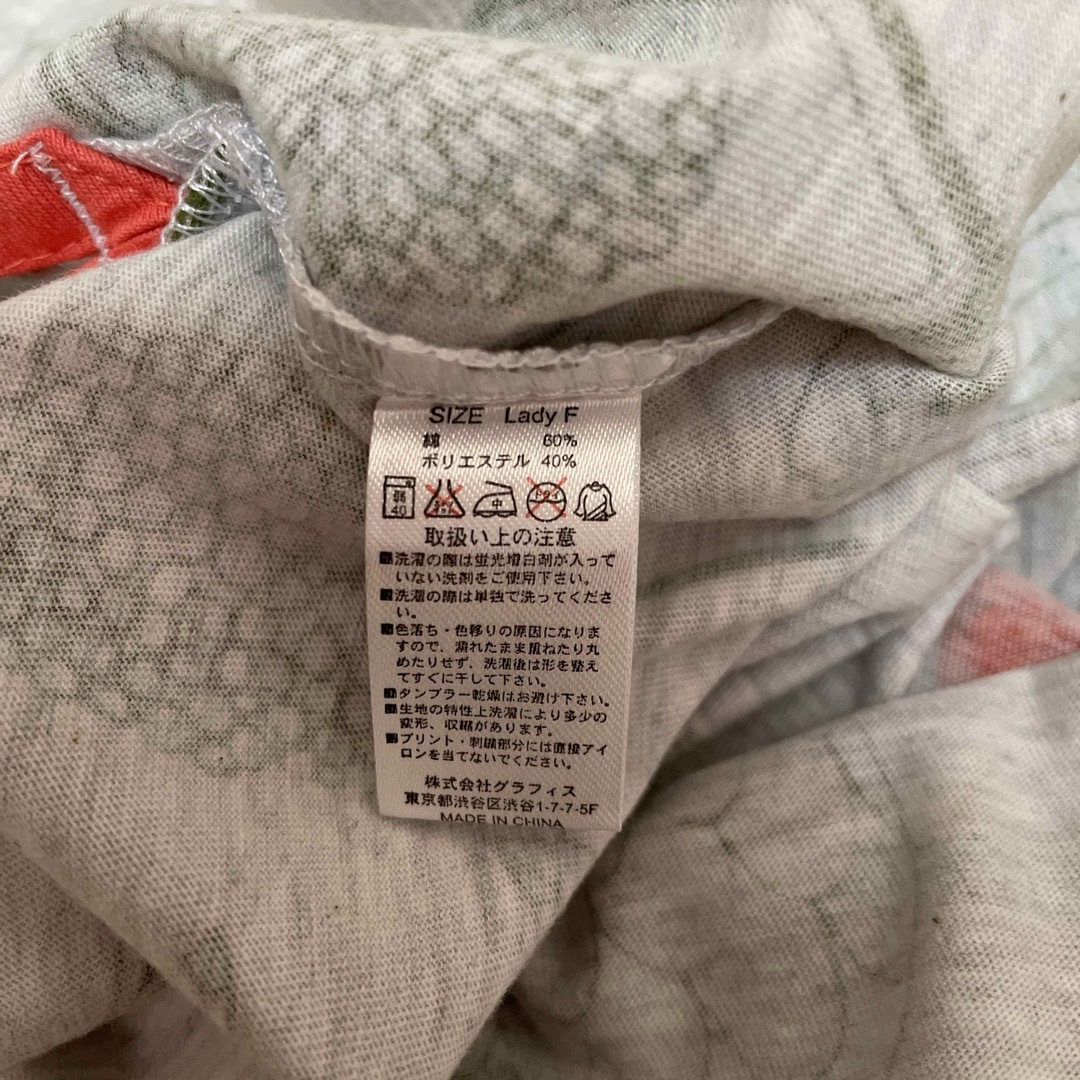 SIZE Lady F
綿 60%
ポリエステル 40%
弱 40 中 ドライ
取扱い上の注意
■洗濯の際は蛍光増白剤が入って
いない洗剤をご使用下さい。
■洗濯の際は単独で洗ってくださ
い。
■色落ち・色移りの原因になりま
すので、濡れたまま重ねたり丸
めたりせず、洗濯後は形を整え
てすぐに干して下さい。
■タンブラー乾燥はお避け下さい。
■生地の特性上洗濯により多少の
変形、収縮があります。
■プリント・刺繍部分には直接アイ
ロンを当てないでください。
株式会社グラフィス
東京都渋谷区渋谷1-7-7-5F
MADE IN CHINA